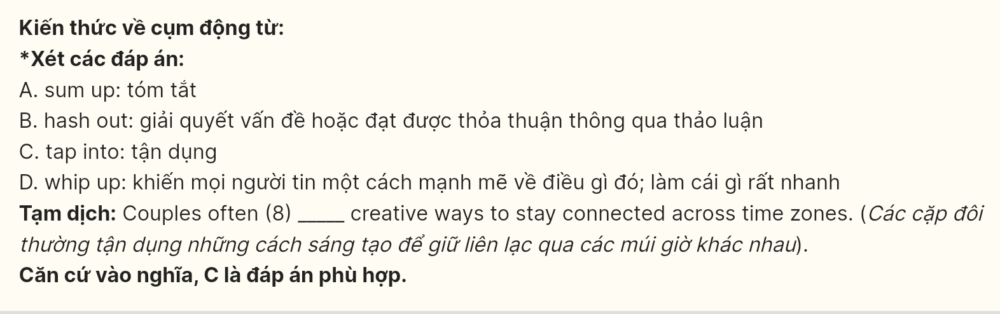 Kiến thức về cụm động từ:
*Xét các đáp án:
A. sum up: tóm tắt
B. hash out: giải quyết vấn đề hoặc đạt được thỏa thuận thông qua thảo luận
C. tap into: tận dụng
D. whip up: khiến mọi người tin một cách mạnh mẽ về điều gì đó; làm cái gì rất nhanh
Tạm dịch: Couples often (8) _____ creative ways to stay connected across time zones. (Các cặp đôi
thường tận dụng những cách sáng tạo để giữ liên lạc qua các múi giờ khác nhau).
Căn cứ vào nghĩa, C là đáp án phù hợp.